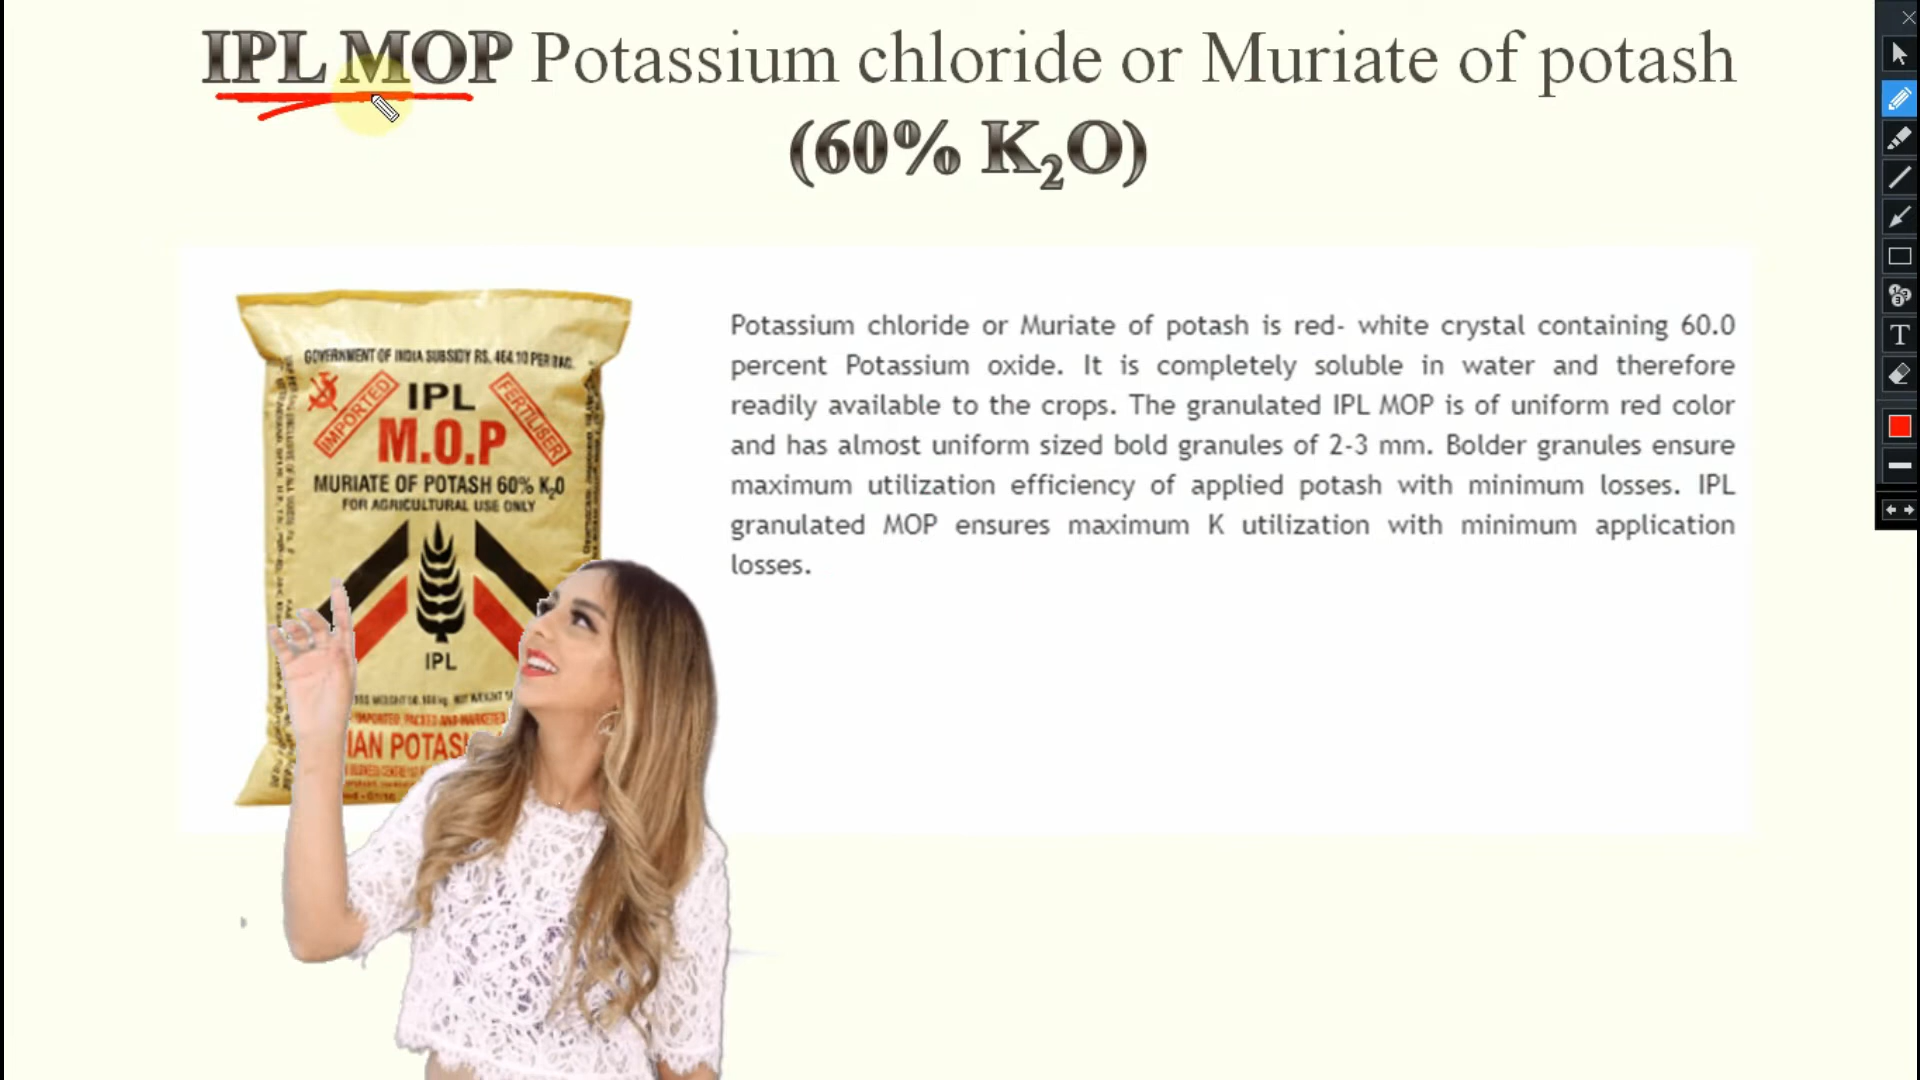 IPL MOP Potassium chloride or Muriate of potash
(60% K₂O)
GOVERNMENT OF INDIA SUBSIDY RS. 464.10 PER BAG.
IMPORTED
IPL
FERTILISER
M.O.P
MURIATE OF POTASH 60% K₂O
FOR AGRICULTURAL USE ONLY
IPL
IMPORTED, PACKED AND MARKETED
IAN POTAS
Potassium chloride or Muriate of potash is red- white crystal containing 60.0
percent Potassium oxide. It is completely soluble in water and therefore
readily available to the crops. The granulated IPL MOP is of uniform red color
and has almost uniform sized bold granules of 2-3 mm. Bolder granules ensure
maximum utilization efficiency of applied potash with minimum losses. IPL
granulated MOP ensures maximum K utilization with minimum application
losses.
T